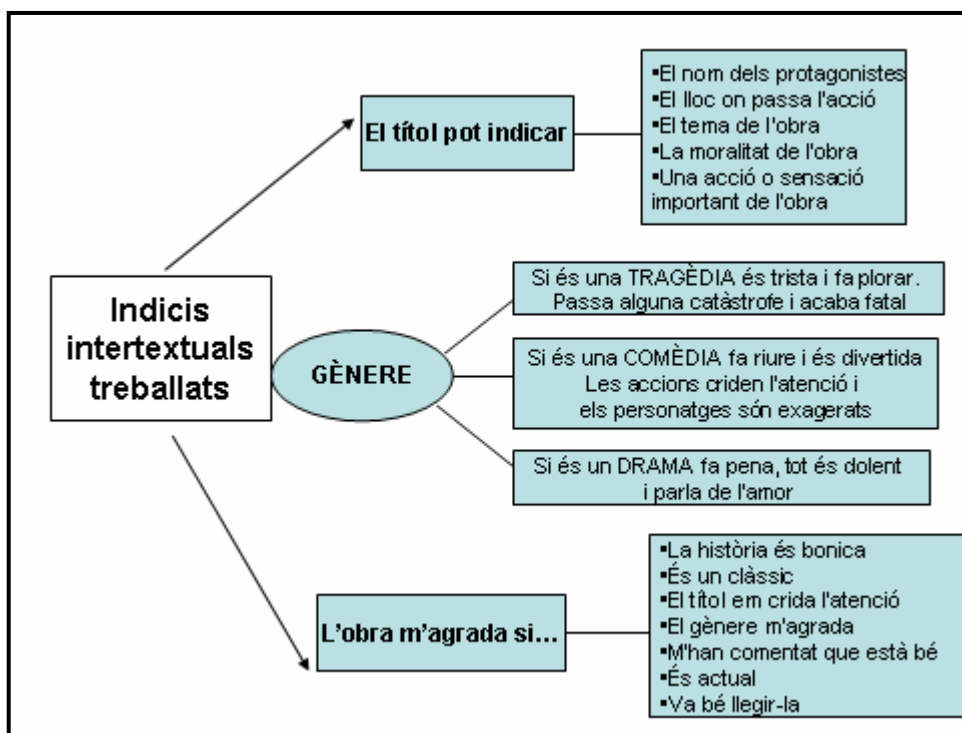 ▪El nom dels protagonistes
▪El lloc on passa l'acció
▪El tema de l'obra
▪La moralitat de l'obra
▪Una acció o sensació
important de l'obra
El títol pot indicar
Indicis
intertextuals
treballats
GÈNERE
Si és una TRAGÈDIA és trista i fa plorar.
Passa alguna catàstrofe i acaba fatal
Si és una COMÈDIA fa riure i és divertida
Les accions criden l'atenció i
els personatges són exagerats
Si és un DRAMA fa pena, tot és dolent
i parla de l'amor
L'obra m'agrada si...
▪La història és bonica
▪És un clàssic
▪El títol em crida l'atenció
▪El gènere m'agrada
▪M'han comentat que està bé
▪És actual
▪Va bé llegir-la